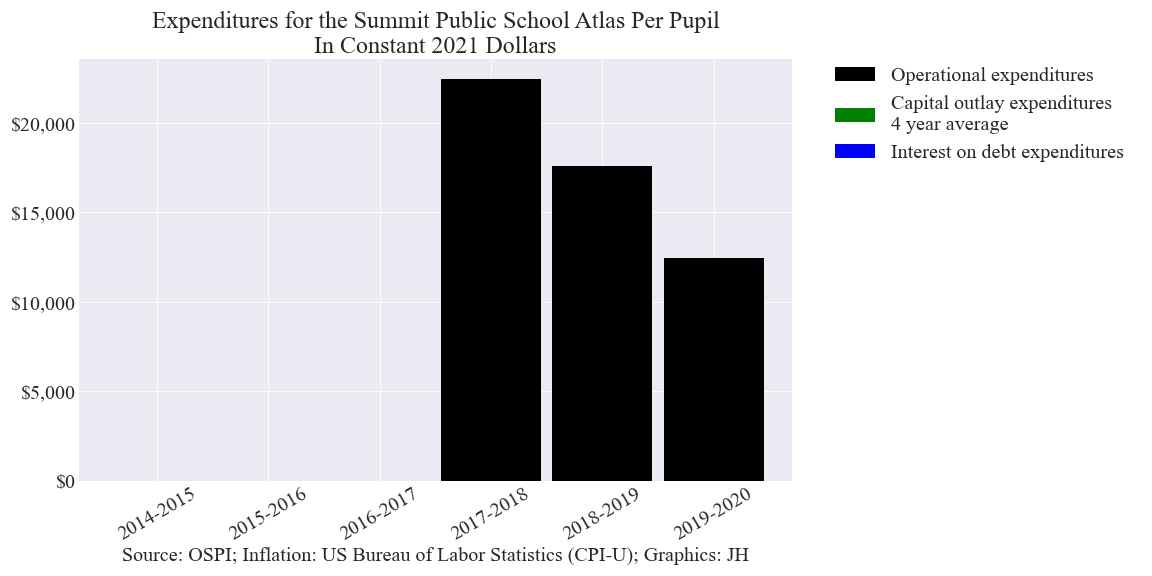 Expenditures for the Summit Public School Atlas Per Pupil
In Constant 2021 Dollars
Operational expenditures
Capital outlay expenditures
4 year average
Interest on debt expenditures
$20,000
$15,000
$10,000
$5,000
$0
2014-2015
2015-2016
2016-2017
2017-2018
2018-2019
2019-2020
Source: OSPI; Inflation: US Bureau of Labor Statistics (CPI-U); Graphics: JH